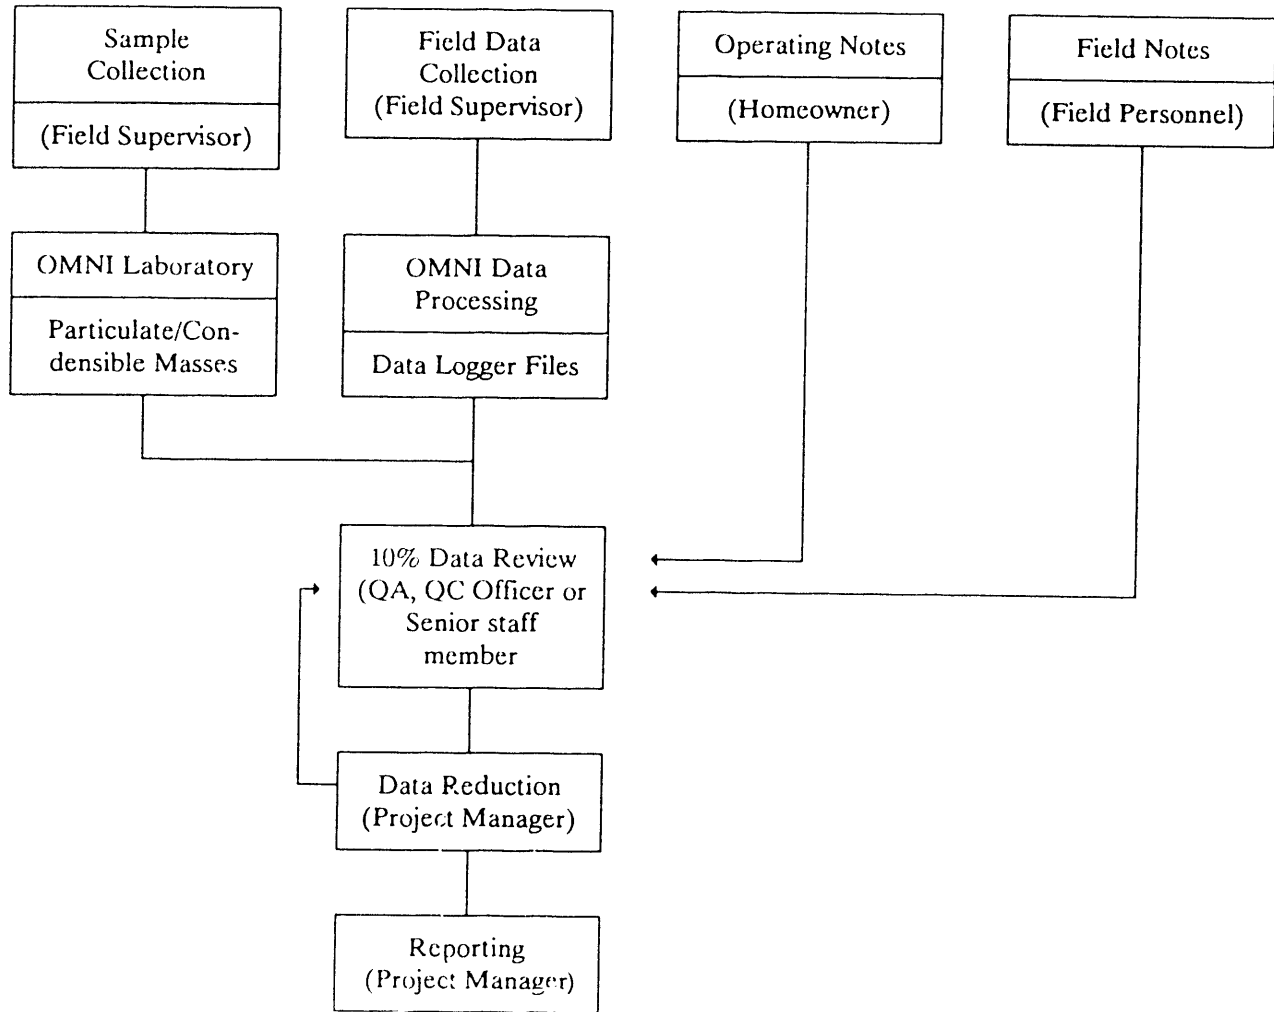 Sample
Collection
(Field Supervisor)
Field Data
Collection
(Field Supervisor)
Operating Notes
(Homeowner)
Field Notes
(Field Personnel)
OMNI Laboratory
Particulate/Con-
densible Masses
OMNI Data
Processing
Data Logger Files
10% Data Review
(QA, QC Officer or
Senior staff
member
Data Reduction
(Project Manager)
Reporting
(Project Manager)